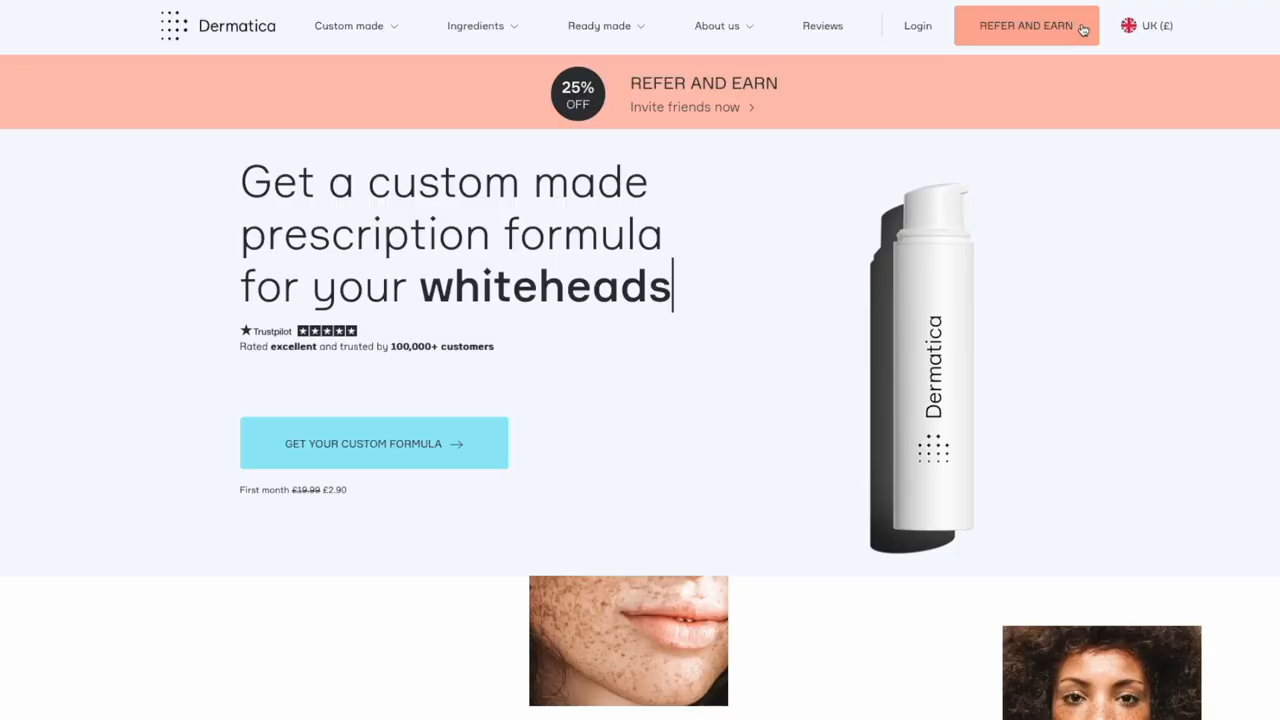 Dermatica
Custom made
Ingredients
Ready made
About us
Reviews
Login
REFER AND EARN
UK (£)
25%
OFF
REFER AND EARN
Invite friends now
Get a custom made
prescription formula
for your whiteheads
Trustpilot
Rated excellent and trusted by 100,000+ customers
GET YOUR CUSTOM FORMULA
First month £19.99 £2.90
Dermatica